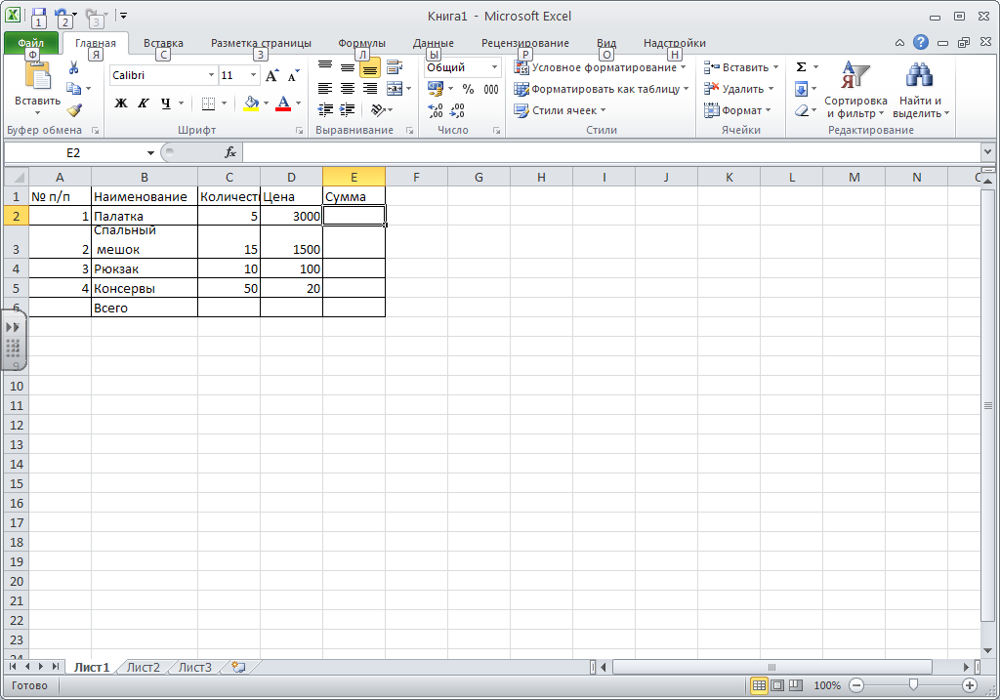 Книга1 - Microsoft Excel
1 2 3
Файл Главная Вставка Разметка страницы Формулы Данные Рецензирование Вид Надстройки
Ф Я С З Л Ы Р О Н
Вставить
Calibri 11
Ж К Ч
Общий
% 000
Условное форматирование
Форматировать как таблицу
Стили ячеек
Вставить
Удалить
Формат
Σ
Сортировка и фильтр
Найти и выделить
Буфер обмена Шрифт Выравнивание Число Стили Ячейки Редактирование
E2 fx
A B C D E F G H I J K L M N
1 № п/п Наименование Количест Цена Сумма
2 1 Палатка 5 3000
Спальный
3 2 мешок 15 1500
4 3 Рюкзак 10 100
5 4 Консервы 50 20
6 Всего
9
10
11
12
13
14
15
16
17
18
19
20
21
22
23
24
Лист1 Лист2 Лист3
Готово 100%